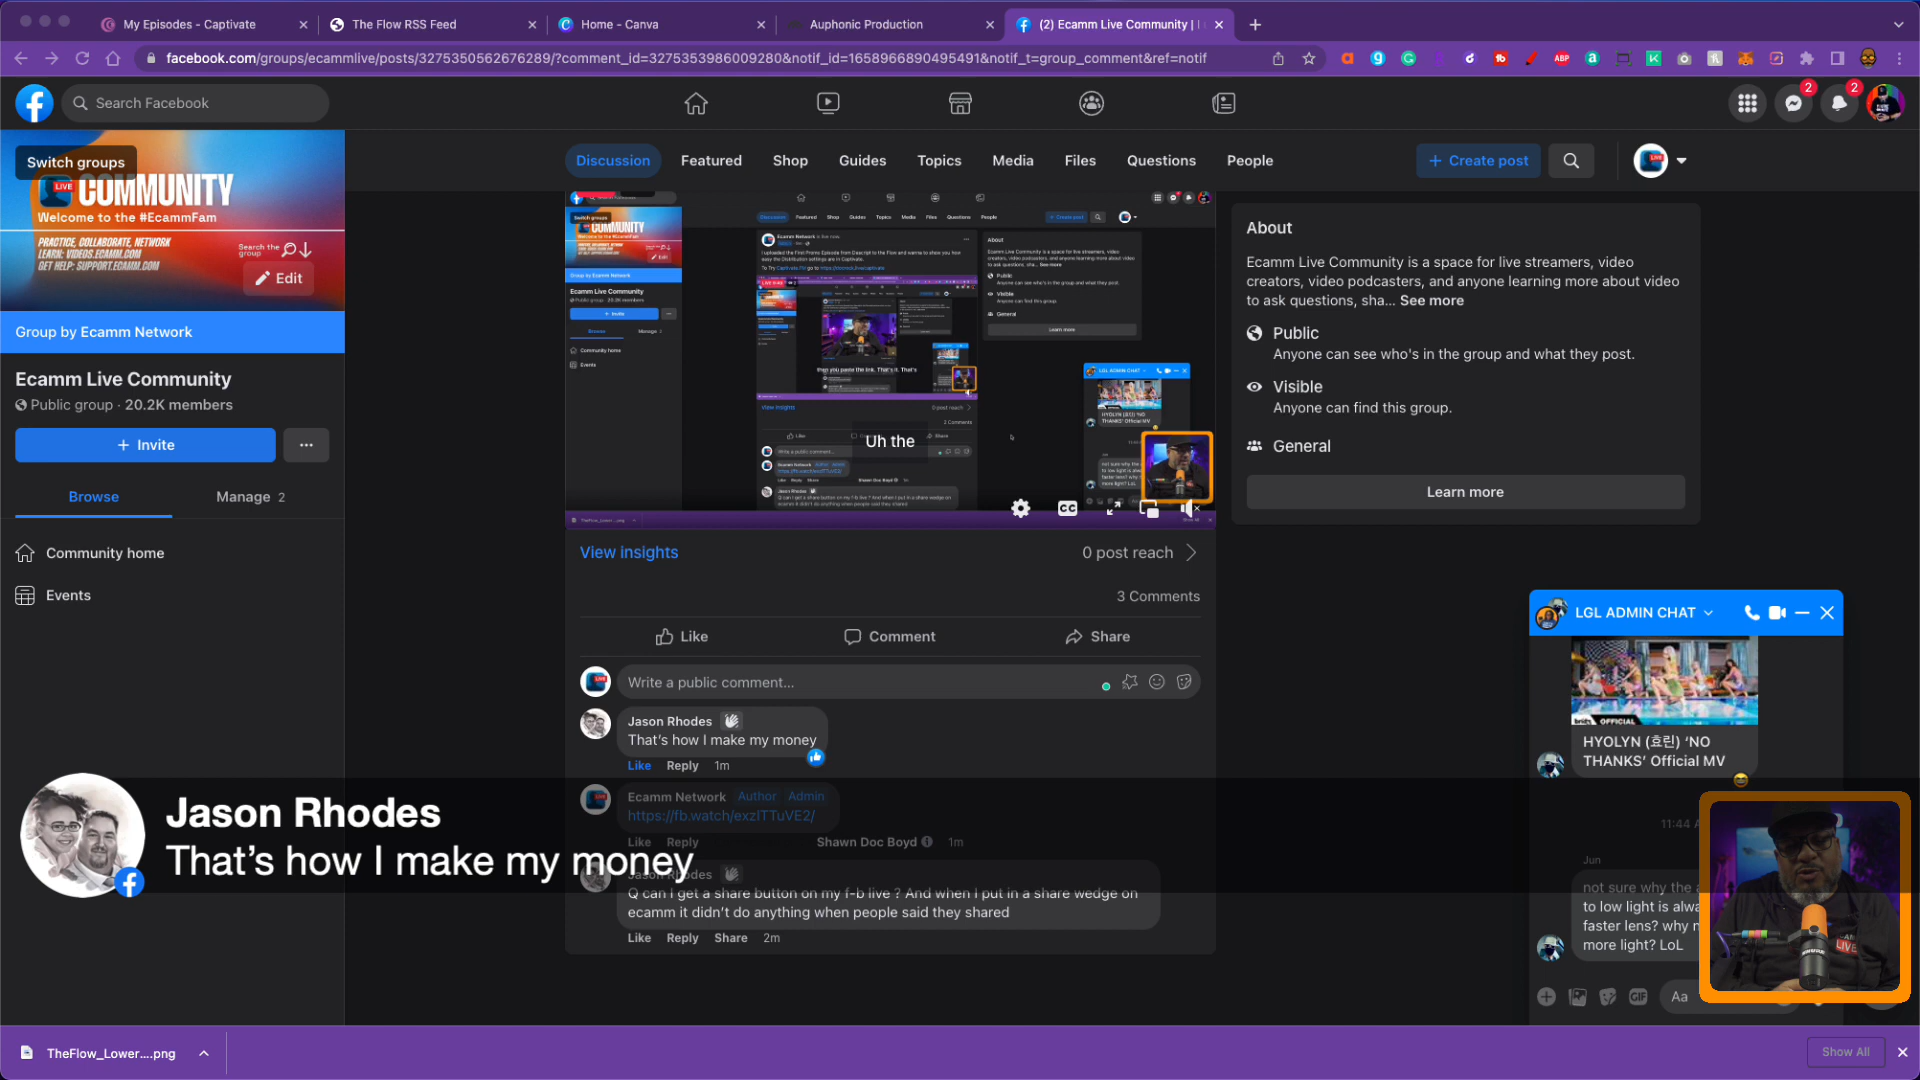 My Episodes - Captivate
The Flow RSS Feed
Home - Canva
Auphonic Production
(2) Ecamm Live Community |
facebook.com/groups/ecammlive/posts/3275350562676289/?comment_id=3275353986009280&notif_id=1658966890495491&notif_t=group_comment&ref=notif
Search Facebook
2
2
Switch groups
LIVE COMMUNITY
Welcome to the #EcammFam
PRACTICE, COLLABORATE, NETWORK
LEARN: VIDEOS.ECAMM.COM
GET HELP: SUPPORT.ECAMM.COM
Search the
group
Edit
Group by Ecamm Network
Ecamm Live Community
Public group · 20.2K members
+ Invite
Browse
Manage 2
Community home
Events
Discussion
Featured
Shop
Guides
Topics
Media
Files
Questions
People
+ Create post
Uh the
CC
View insights
0 post reach
3 Comments
Like
Comment
Share
Write a public comment...
Jason Rhodes
That's how I make my money
Like Reply 1m
Ecamm Network Author Admin
https://fb.watch/exzITTuVE2/
Like Reply Shawn Doc Boyd 1m
Jason Rhodes
Q can I get a share button on my f-b live ? And when I put in a share wedge on
ecamm it didn't do anything when people said they shared
Like Reply Share 2m
About
Ecamm Live Community is a space for live streamers, video
creators, video podcasters, and anyone learning more about video
to ask questions, sha... See more
Public
Anyone can see who's in the group and what they post.
Visible
Anyone can find this group.
General
Learn more
LGL ADMIN CHAT
OFFICIAL
HYOLYN (효린) 'NO
THANKS' Official MV
11:44
Jun
not sure why the
to low light is
faster lens? why
more light? LoL
GIF
Aa
Jason Rhodes
That's how I make my money
LIVE
TheFlow_Lower....png
Show All